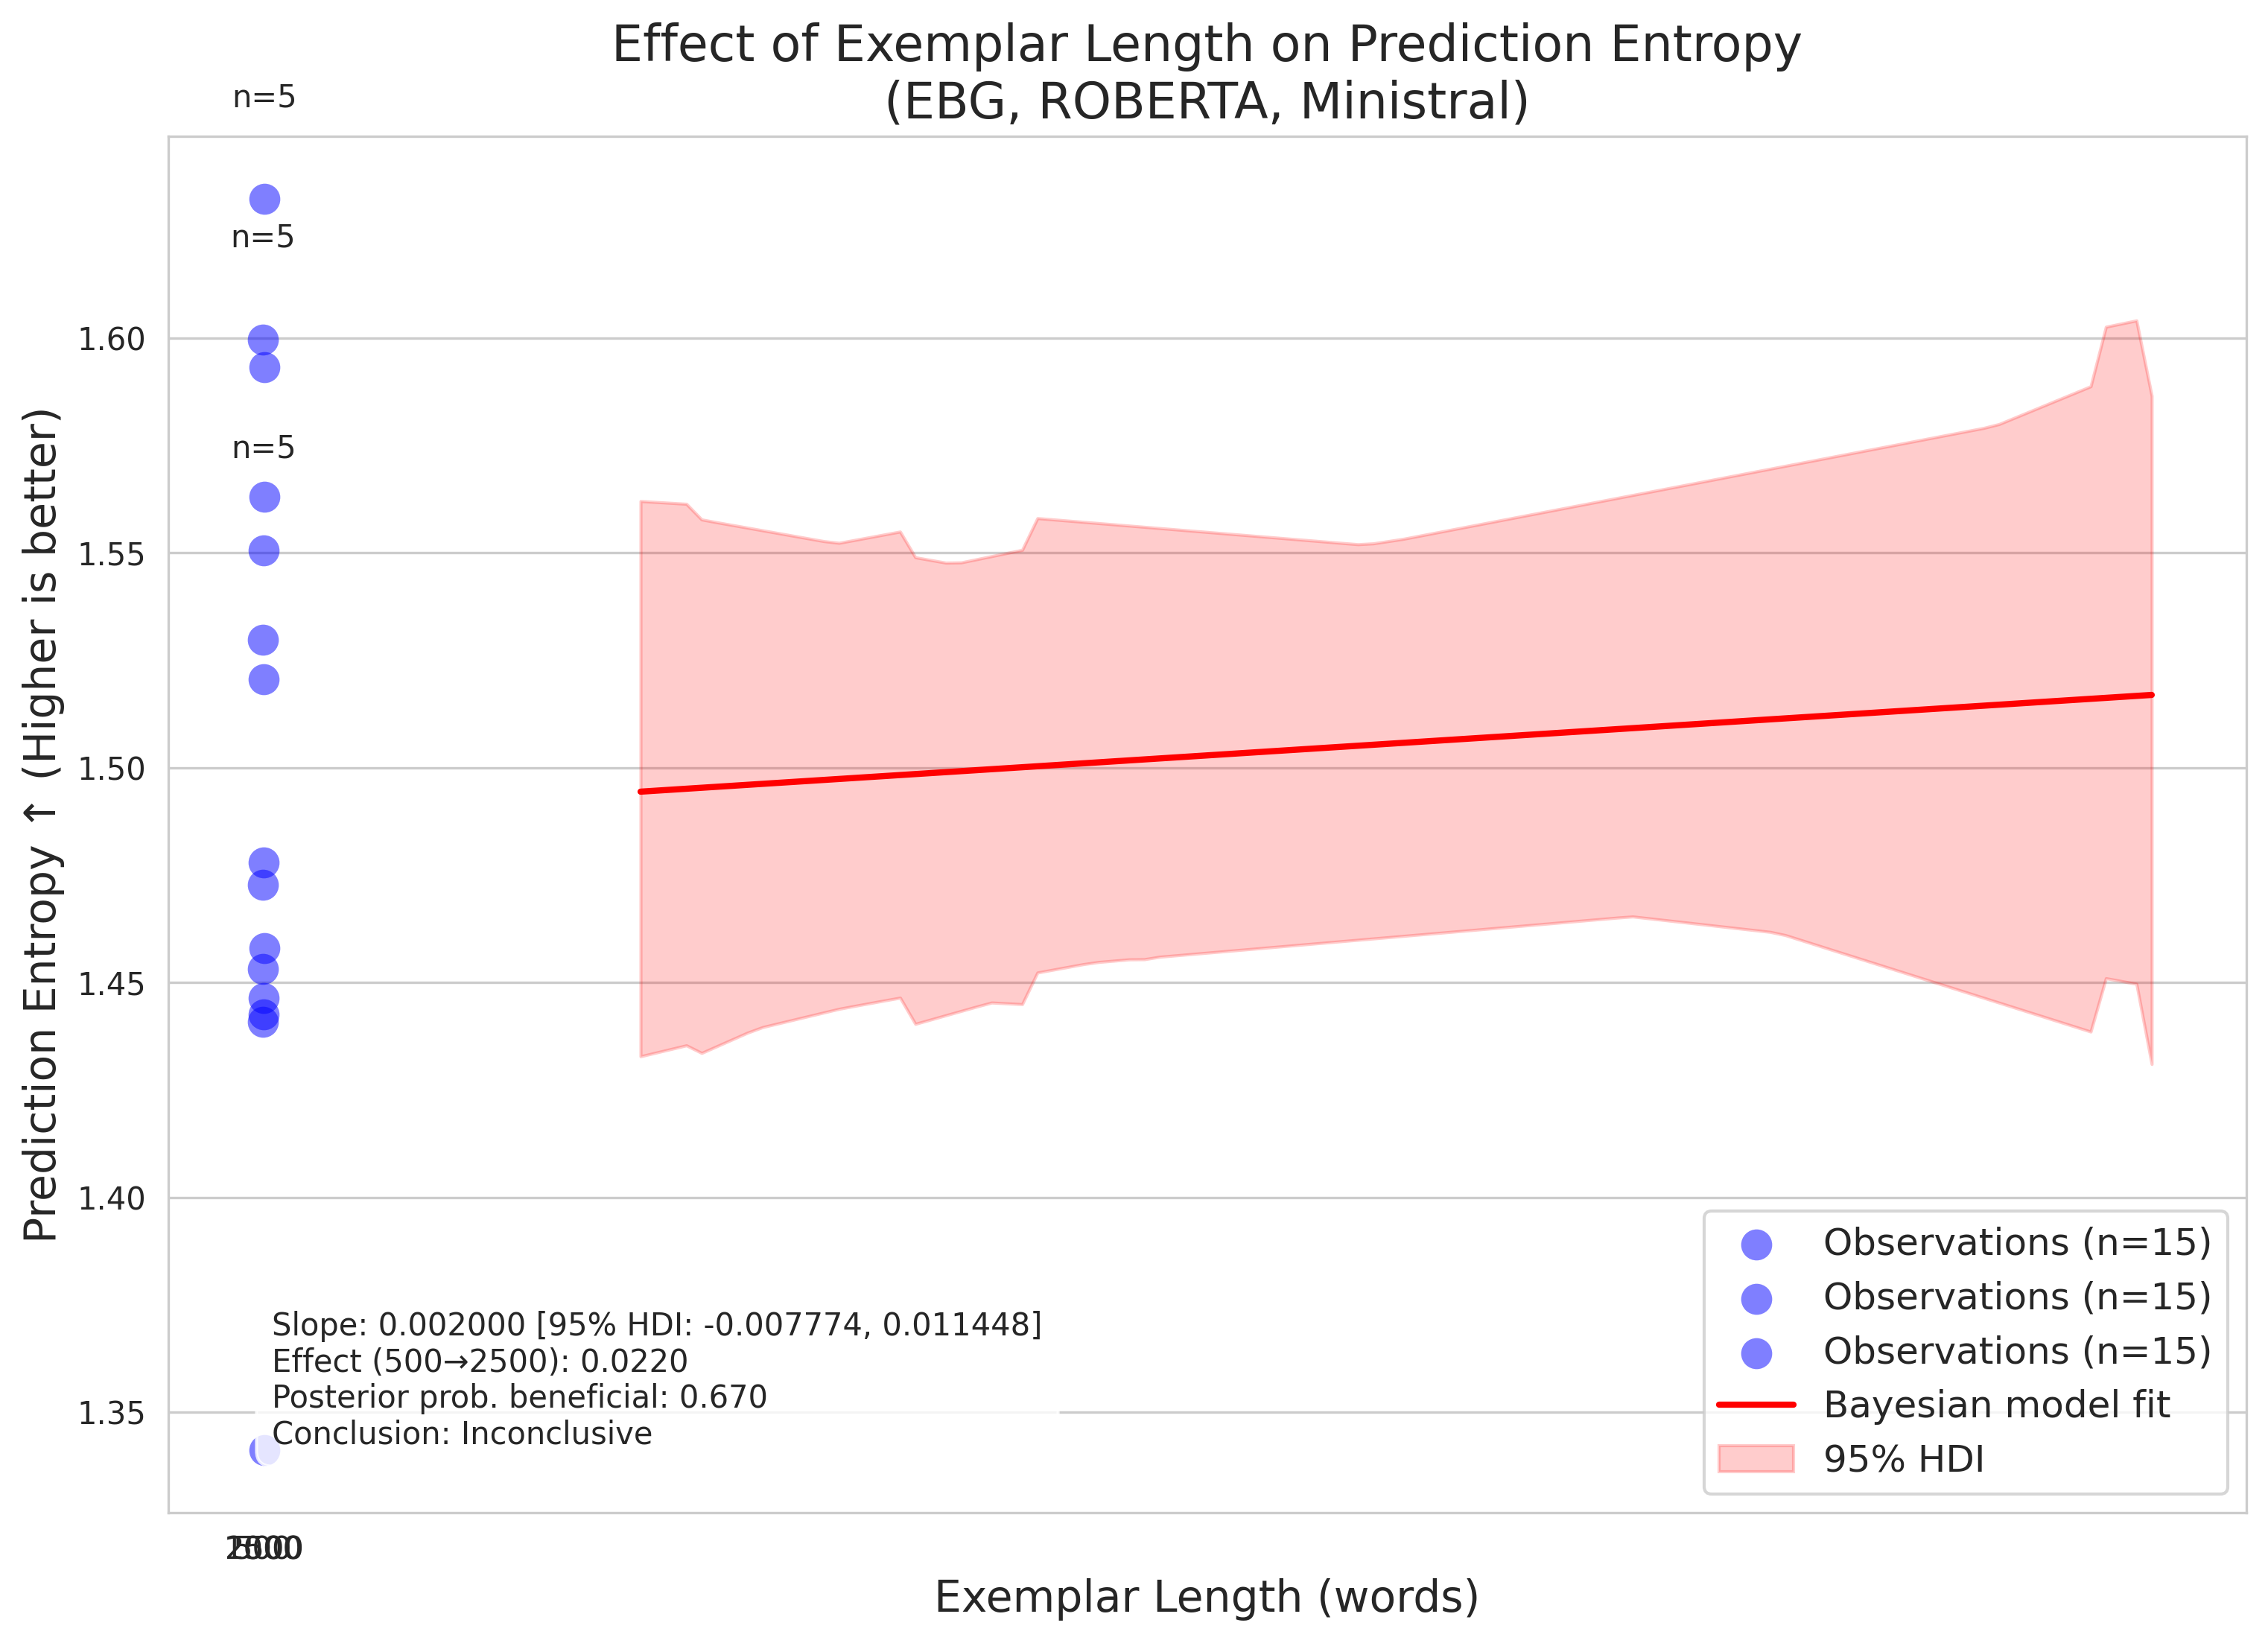 Effect of Exemplar Length on Prediction Entropy
(EBG, ROBERTA, Ministral)
n=5
n=5
n=5
Prediction Entropy ↑ (Higher is better)
1.60
1.55
1.50
1.45
1.40
1.35
Slope: 0.002000 [95% HDI: -0.007774, 0.011448]
Effect (500→2500): 0.0220
Posterior prob. beneficial: 0.670
Conclusion: Inconclusive
Observations (n=15)
Observations (n=15)
Observations (n=15)
Bayesian model fit
95% HDI
Exemplar Length (words)